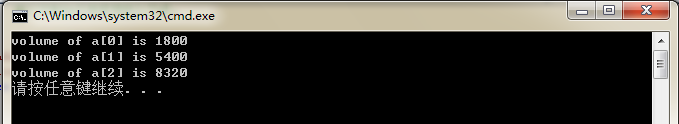 C:\Windows\system32\cmd.exe
volume of a[0] is 1800
volume of a[1] is 5400
volume of a[2] is 8320
请按任意键继续. . .